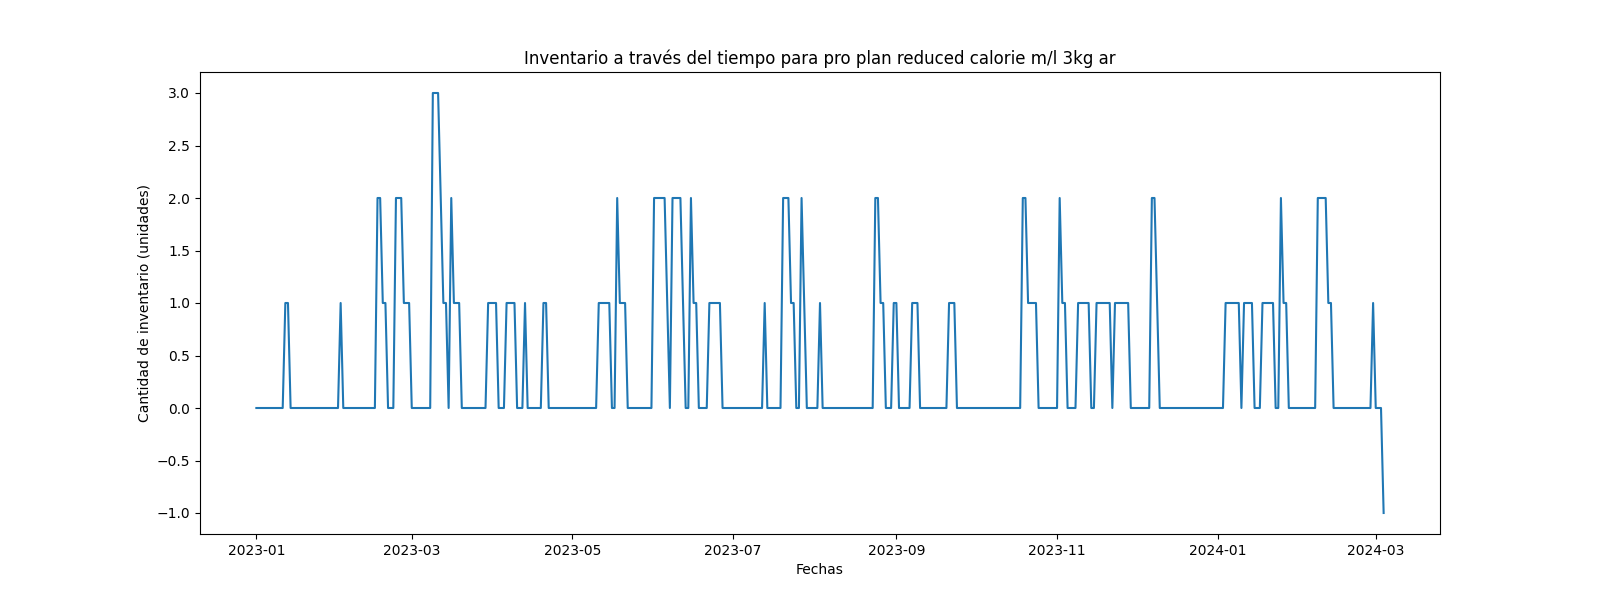 Inventario a través del tiempo para pro plan reduced calorie m/l 3kg ar
Cantidad de inventario (unidades)
3.0
2.5
2.0
1.5
1.0
0.5
0.0
−0.5
−1.0
2023-01 2023-03 2023-05 2023-07 2023-09 2023-11 2024-01 2024-03
Fechas